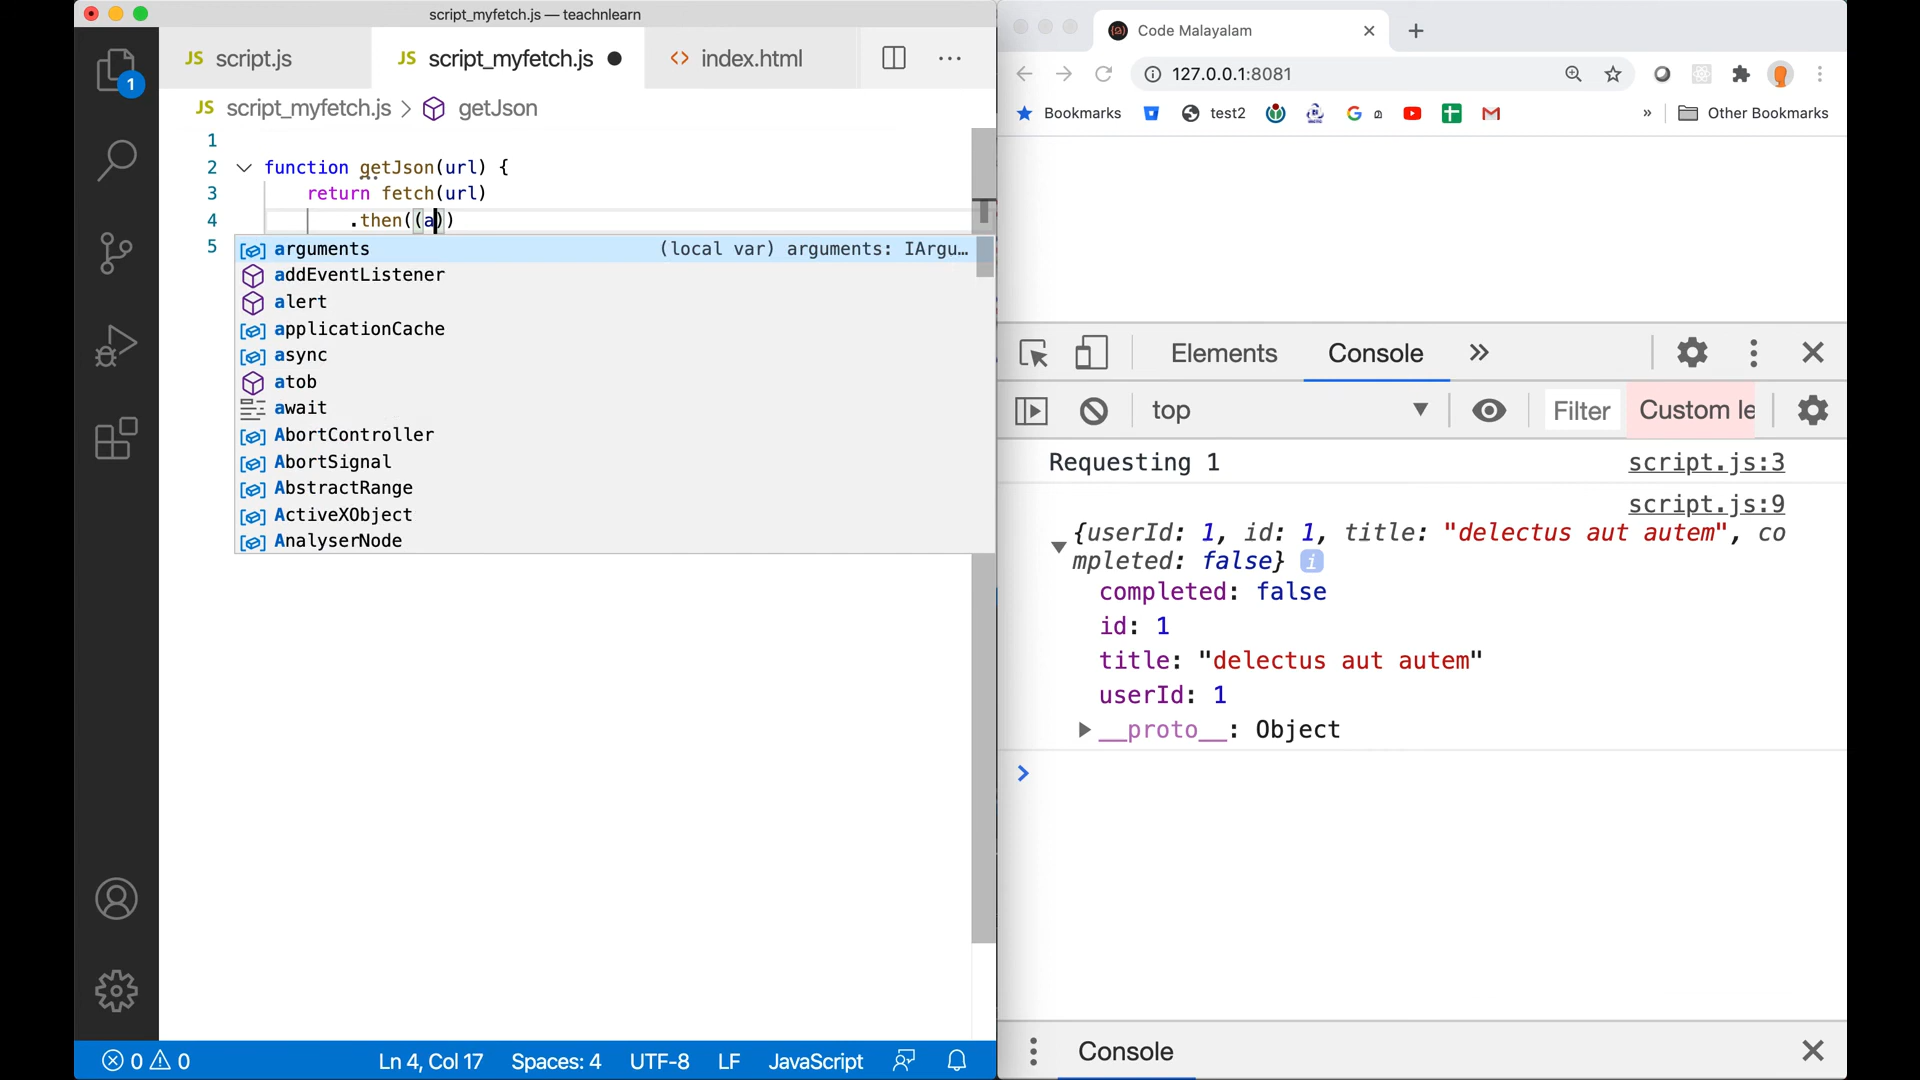 script_myfetch.js — teachnlearn
JS script.js
JS script_myfetch.js
<> index.html
JS script_myfetch.js > getJson
1
1
2 function getJson(url) {
3 return fetch(url)
4 .then((a))
5
arguments (local var) arguments: IArgu…
addEventListener
alert
applicationCache
async
atob
await
AbortController
AbortSignal
AbstractRange
ActiveXObject
AnalyserNode
0 0 Ln 4, Col 17 Spaces: 4 UTF-8 LF JavaScript
Code Malayalam
127.0.0.1:8081
Bookmarks test2 G ൻ » Other Bookmarks
Elements Console »
top Filter Custom le
Requesting 1 script.js:3
script.js:9
{userId: 1, id: 1, title: "delectus aut autem", co
mpleted: false} i
completed: false
id: 1
title: "delectus aut autem"
userId: 1
__proto__: Object
>
Console